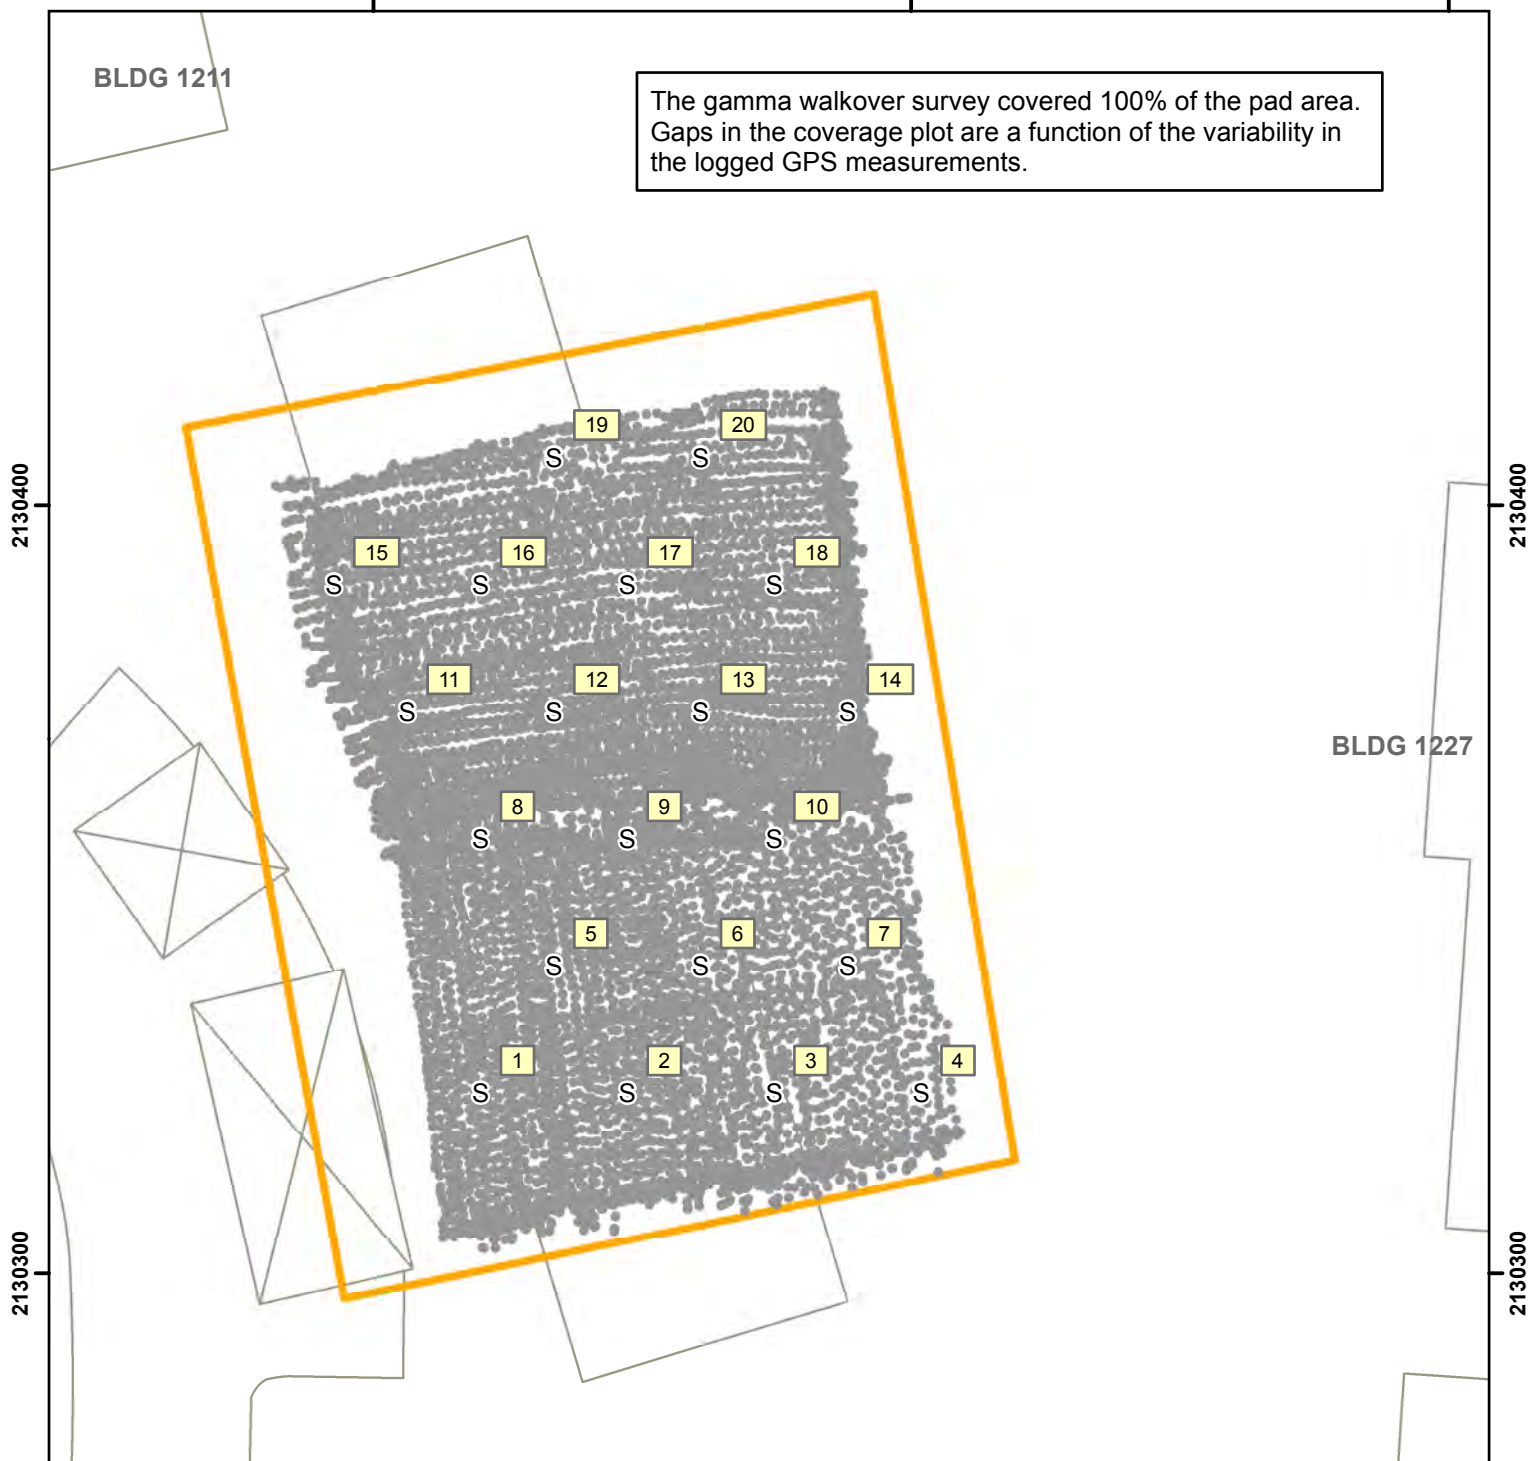 BLDG 1211
The gamma walkover survey covered 100% of the pad area.
Gaps in the coverage plot are a function of the variability in
the logged GPS measurements.
19
20
S
S
2130400
2130400
15
16
17
18
S
S
S
S
11
12
13
14
S
S
S
S
BLDG 1227
8
9
10
S
S
S
5
6
7
S
S
S
1
2
3
4
S
S
S
S
2130300
2130300